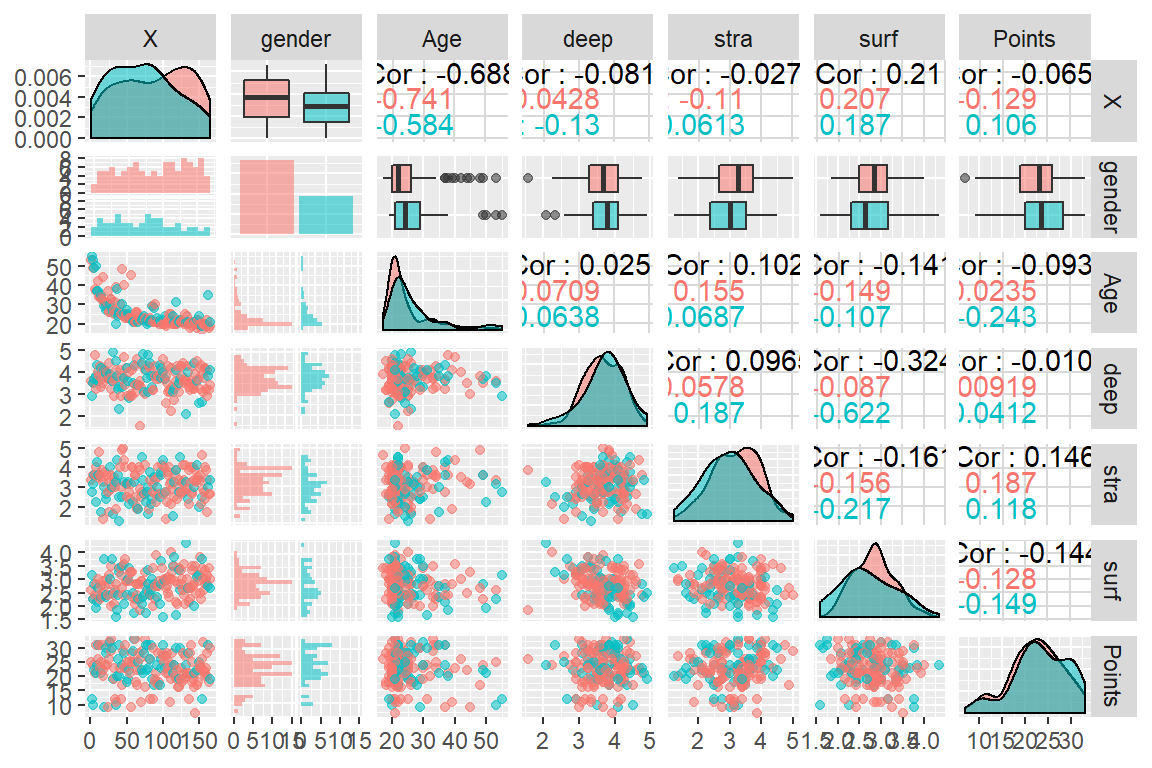 X gender Age deep stra surf Points
0.006 Cor : -0.688 Cor : -0.081 Cor : -0.027 Cor : 0.21 Cor : -0.065 X
0.004 -0.741 0.0428 -0.11 0.207 -0.129
0.002 -0.584 : -0.13 0.0613 0.187 0.106
0.000
8 gender
0
50 Cor : 0.025 Cor : 0.102 Cor : -0.141 Cor : -0.093 Age
40 0.0709 0.155 -0.149 0.0235
30 0.0638 0.0687 -0.107 -0.243
20
5 Cor : 0.096 Cor : -0.324 Cor : -0.010 deep
4 0.0578 -0.087 .00919
3 0.187 -0.622 0.0412
2
5 Cor : -0.161 Cor : 0.146 stra
4 -0.156 0.187
3 -0.217 0.118
2
4.0 Cor : -0.144 surf
3.5 -0.128
3.0 -0.149
2.5
2.0
1.5
30 Points
25
20
15
10
0 50 100 150 0 5 10 15 0 5 10 15 20 30 40 50 2 3 4 5 2 3 4 5 1.5 2.0 2.5 3.0 3.5 4.0 10 15 20 25 30